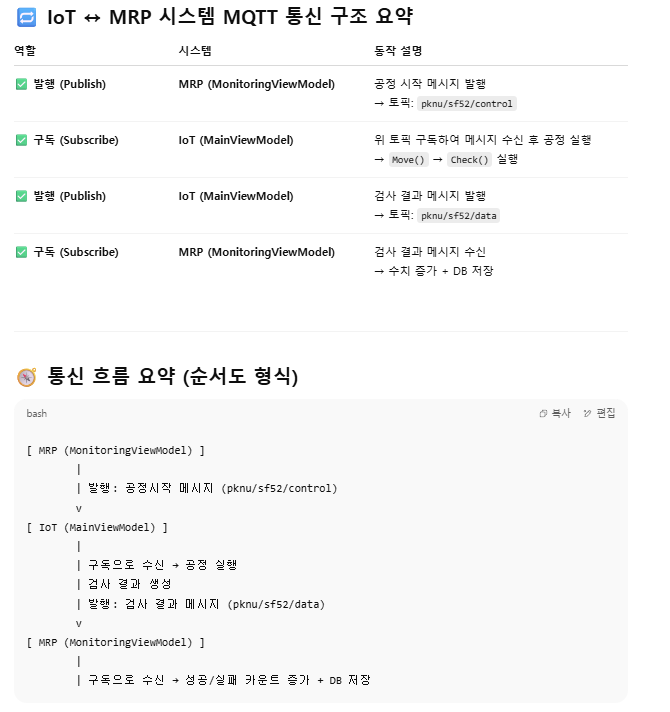 IoT ↔ MRP 시스템 MQTT 통신 구조 요약
역할 시스템 동작 설명
✅ 발행 (Publish) MRP (MonitoringViewModel) 공정 시작 메시지 발행
→ 토픽: pknu/sf52/control
✅ 구독 (Subscribe) IoT (MainViewModel) 위 토픽 구독하여 메시지 수신 후 공정 실행
→ Move() → Check() 실행
✅ 발행 (Publish) IoT (MainViewModel) 검사 결과 메시지 발행
→ 토픽: pknu/sf52/data
✅ 구독 (Subscribe) MRP (MonitoringViewModel) 검사 결과 메시지 수신
→ 수치 증가 + DB 저장
통신 흐름 요약 (순서도 형식)
bash 복사 편집
[ MRP (MonitoringViewModel) ]
|
| 발행: 공정시작 메시지 (pknu/sf52/control)
v
[ IoT (MainViewModel) ]
|
| 구독으로 수신 → 공정 실행
| 검사 결과 생성
| 발행: 검사 결과 메시지 (pknu/sf52/data)
v
[ MRP (MonitoringViewModel) ]
|
| 구독으로 수신 → 성공/실패 카운트 증가 + DB 저장